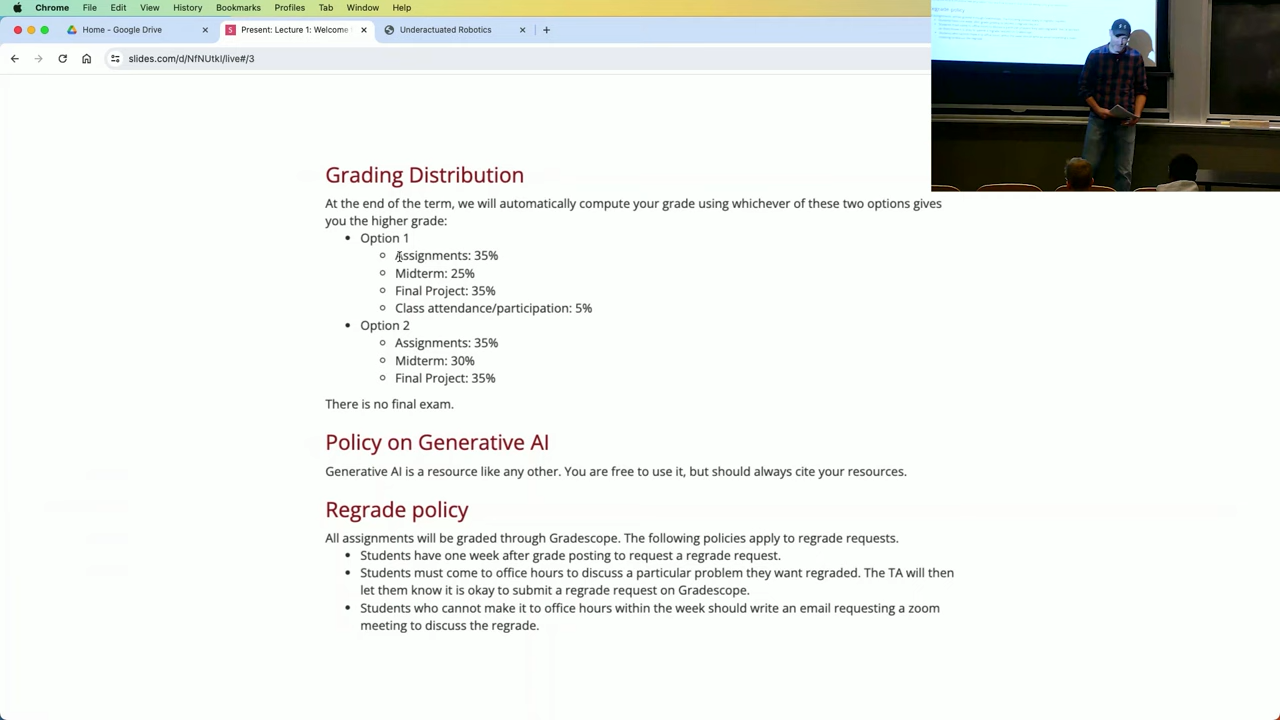 Chrome File Edit View History Bookmarks Profiles Tab Window Help
Lecture 1: Welcome
slides.com/d/NfNUtkI/live#/3
Grading Distribution
At the end of the term, we will automatically compute your grade using whichever of these two options gives
you the higher grade:
Option 1
Assignments: 35%
Midterm: 25%
Final Project: 35%
Class attendance/participation: 5%
Option 2
Assignments: 35%
Midterm: 30%
Final Project: 35%
There is no final exam.
Policy on Generative AI
Generative AI is a resource like any other. You are free to use it, but should always cite your resources.
Regrade policy
All assignments will be graded through Gradescope. The following policies apply to regrade requests.
Students have one week after grade posting to request a regrade request.
Students must come to office hours to discuss a particular problem they want regraded. The TA will then
let them know it is okay to submit a regrade request on Gradescope.
Students who cannot make it to office hours within the week should write an email requesting a zoom
meeting to discuss the regrade.